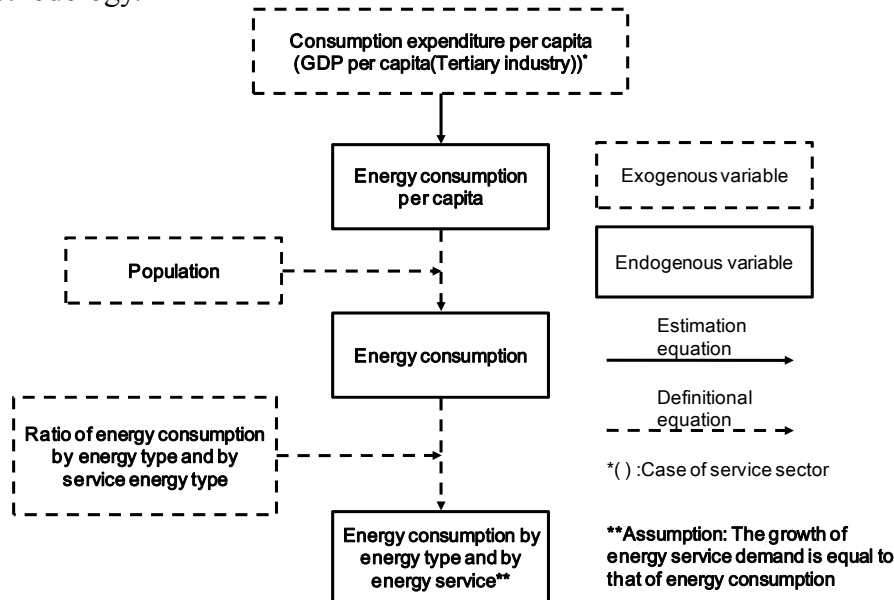 Consumption expenditure per capita
(GDP per capita(Tertiary industry))*
Energy consumption
per capita
Exogenous variable
Population
Endogenous variable
Energy consumption
Estimation
equation
Definitional
equation
Ratio of energy consumption
by energy type and by
service energy type
*( ) :Case of service sector
Energy consumption by
energy type and by
energy service**
**Assumption: The growth of
energy service demand is equal to
that of energy consumption